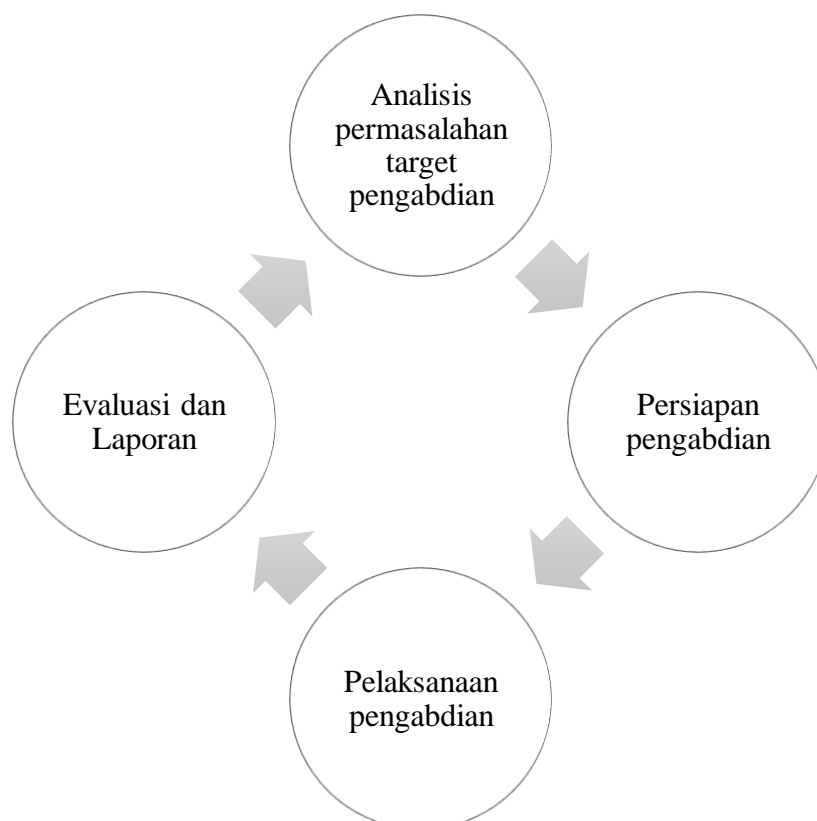 Analisis
permasalahan
target
pengabdian
Persiapan
pengabdian
Pelaksanaan
pengabdian
Evaluasi dan
Laporan